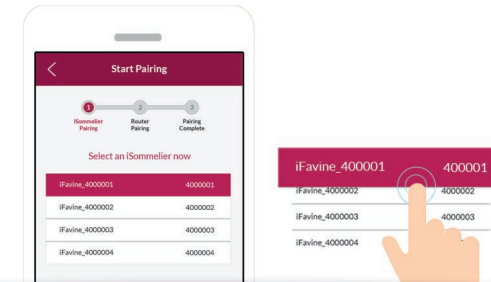 Start Pairing
1 2 3
iSommelier Pairing Router Pairing Pairing Complete
Select an iSommelier now
iFavine_4000001 4000001
iFavine_4000002 4000002
iFavine_4000003 4000003
iFavine_4000004 4000004
iFavine_400001 400001
iFavine_4000002 4000002
iFavine_4000003 4000003
iFavine_4000004